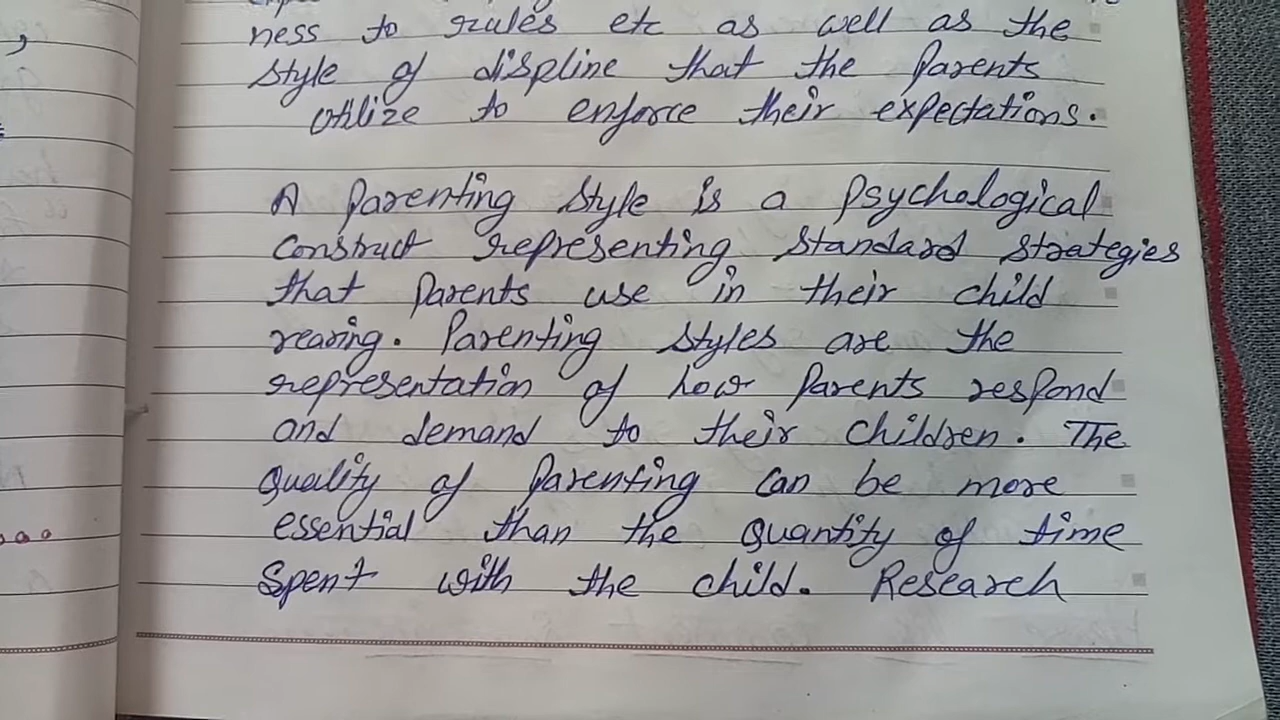 ness to rules etc as well as the
style of displine that the Parents
utilize to enforce their expectations.
A Parenting Style is a Psychological
Construct representing Standard Strategies
that Parents use in their child
rearing. Parenting Styles are the
representation of how Parents respond
and demand to their children. The
Quality of Parenting can be more
essential than the Quantity of time
Spent with the child. Research